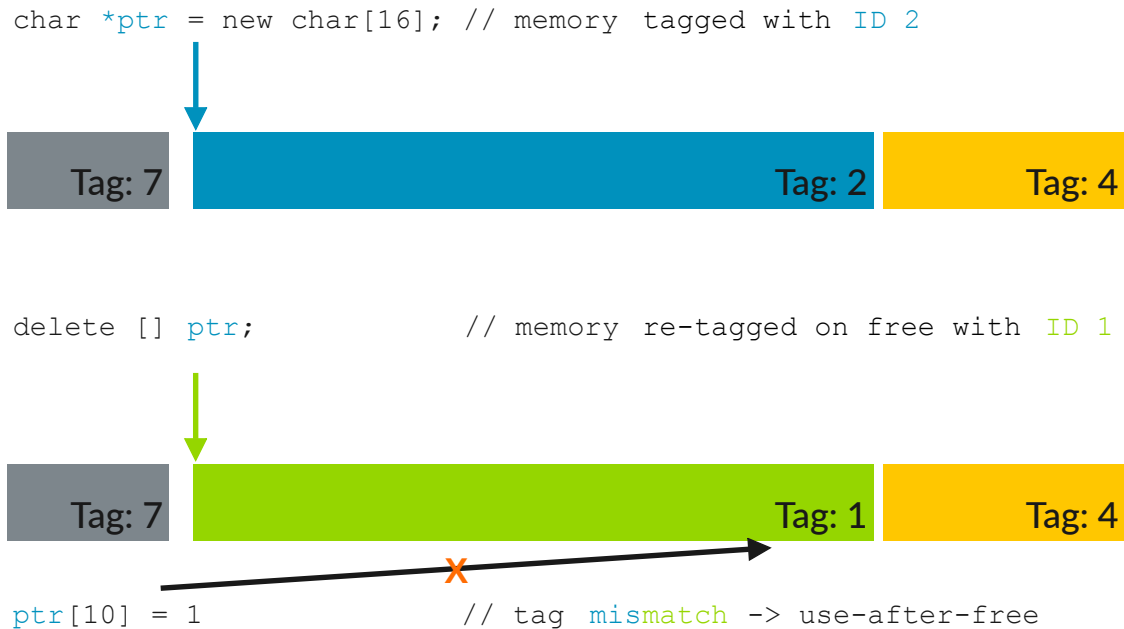 char *ptr = new char[16]; // memory tagged with ID 2
Tag: 7 Tag: 2 Tag: 4
delete [] ptr; // memory re-tagged on free with ID 1
Tag: 7 Tag: 1 Tag: 4
X
ptr[10] = 1 // tag mismatch -> use-after-free